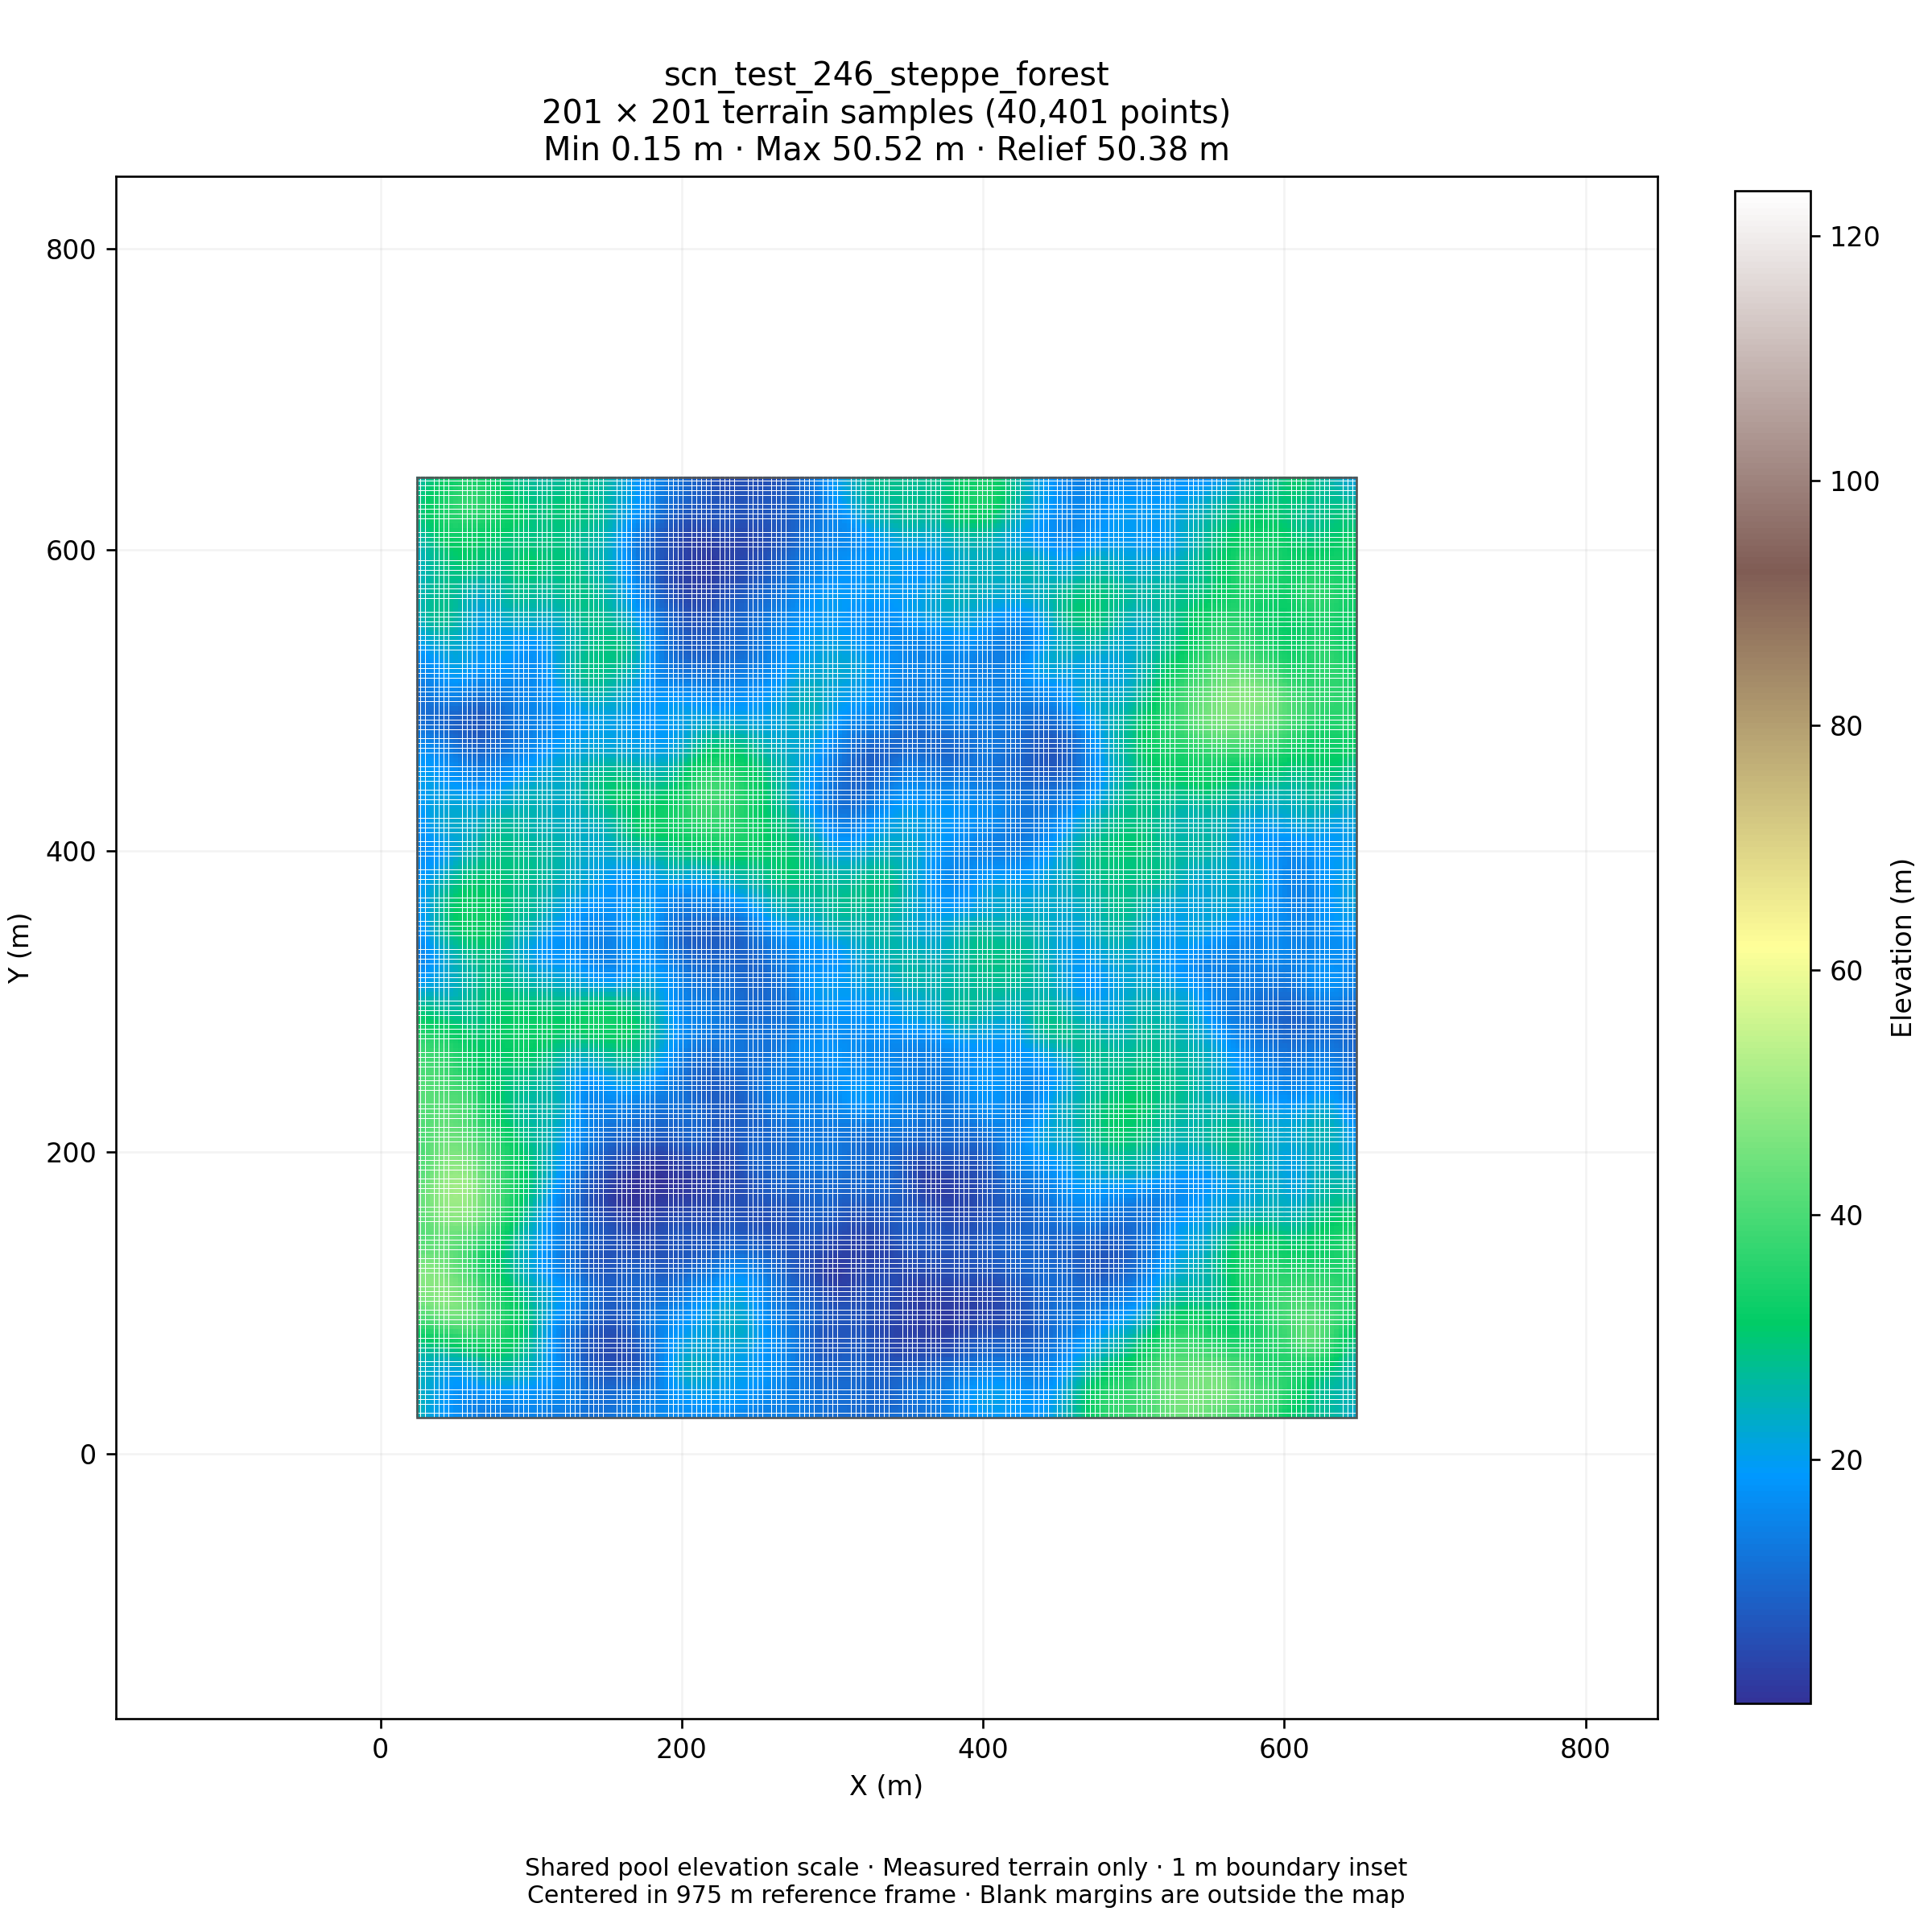 scn_test_246_steppe_forest
201 × 201 terrain samples (40,401 points)
Min 0.15 m · Max 50.52 m · Relief 50.38 m
800
600
400
200
0
Y (m)
0
200
400
600
800
X (m)
120
100
80
60
40
20
Elevation (m)
Shared pool elevation scale · Measured terrain only · 1 m boundary inset
Centered in 975 m reference frame · Blank margins are outside the map